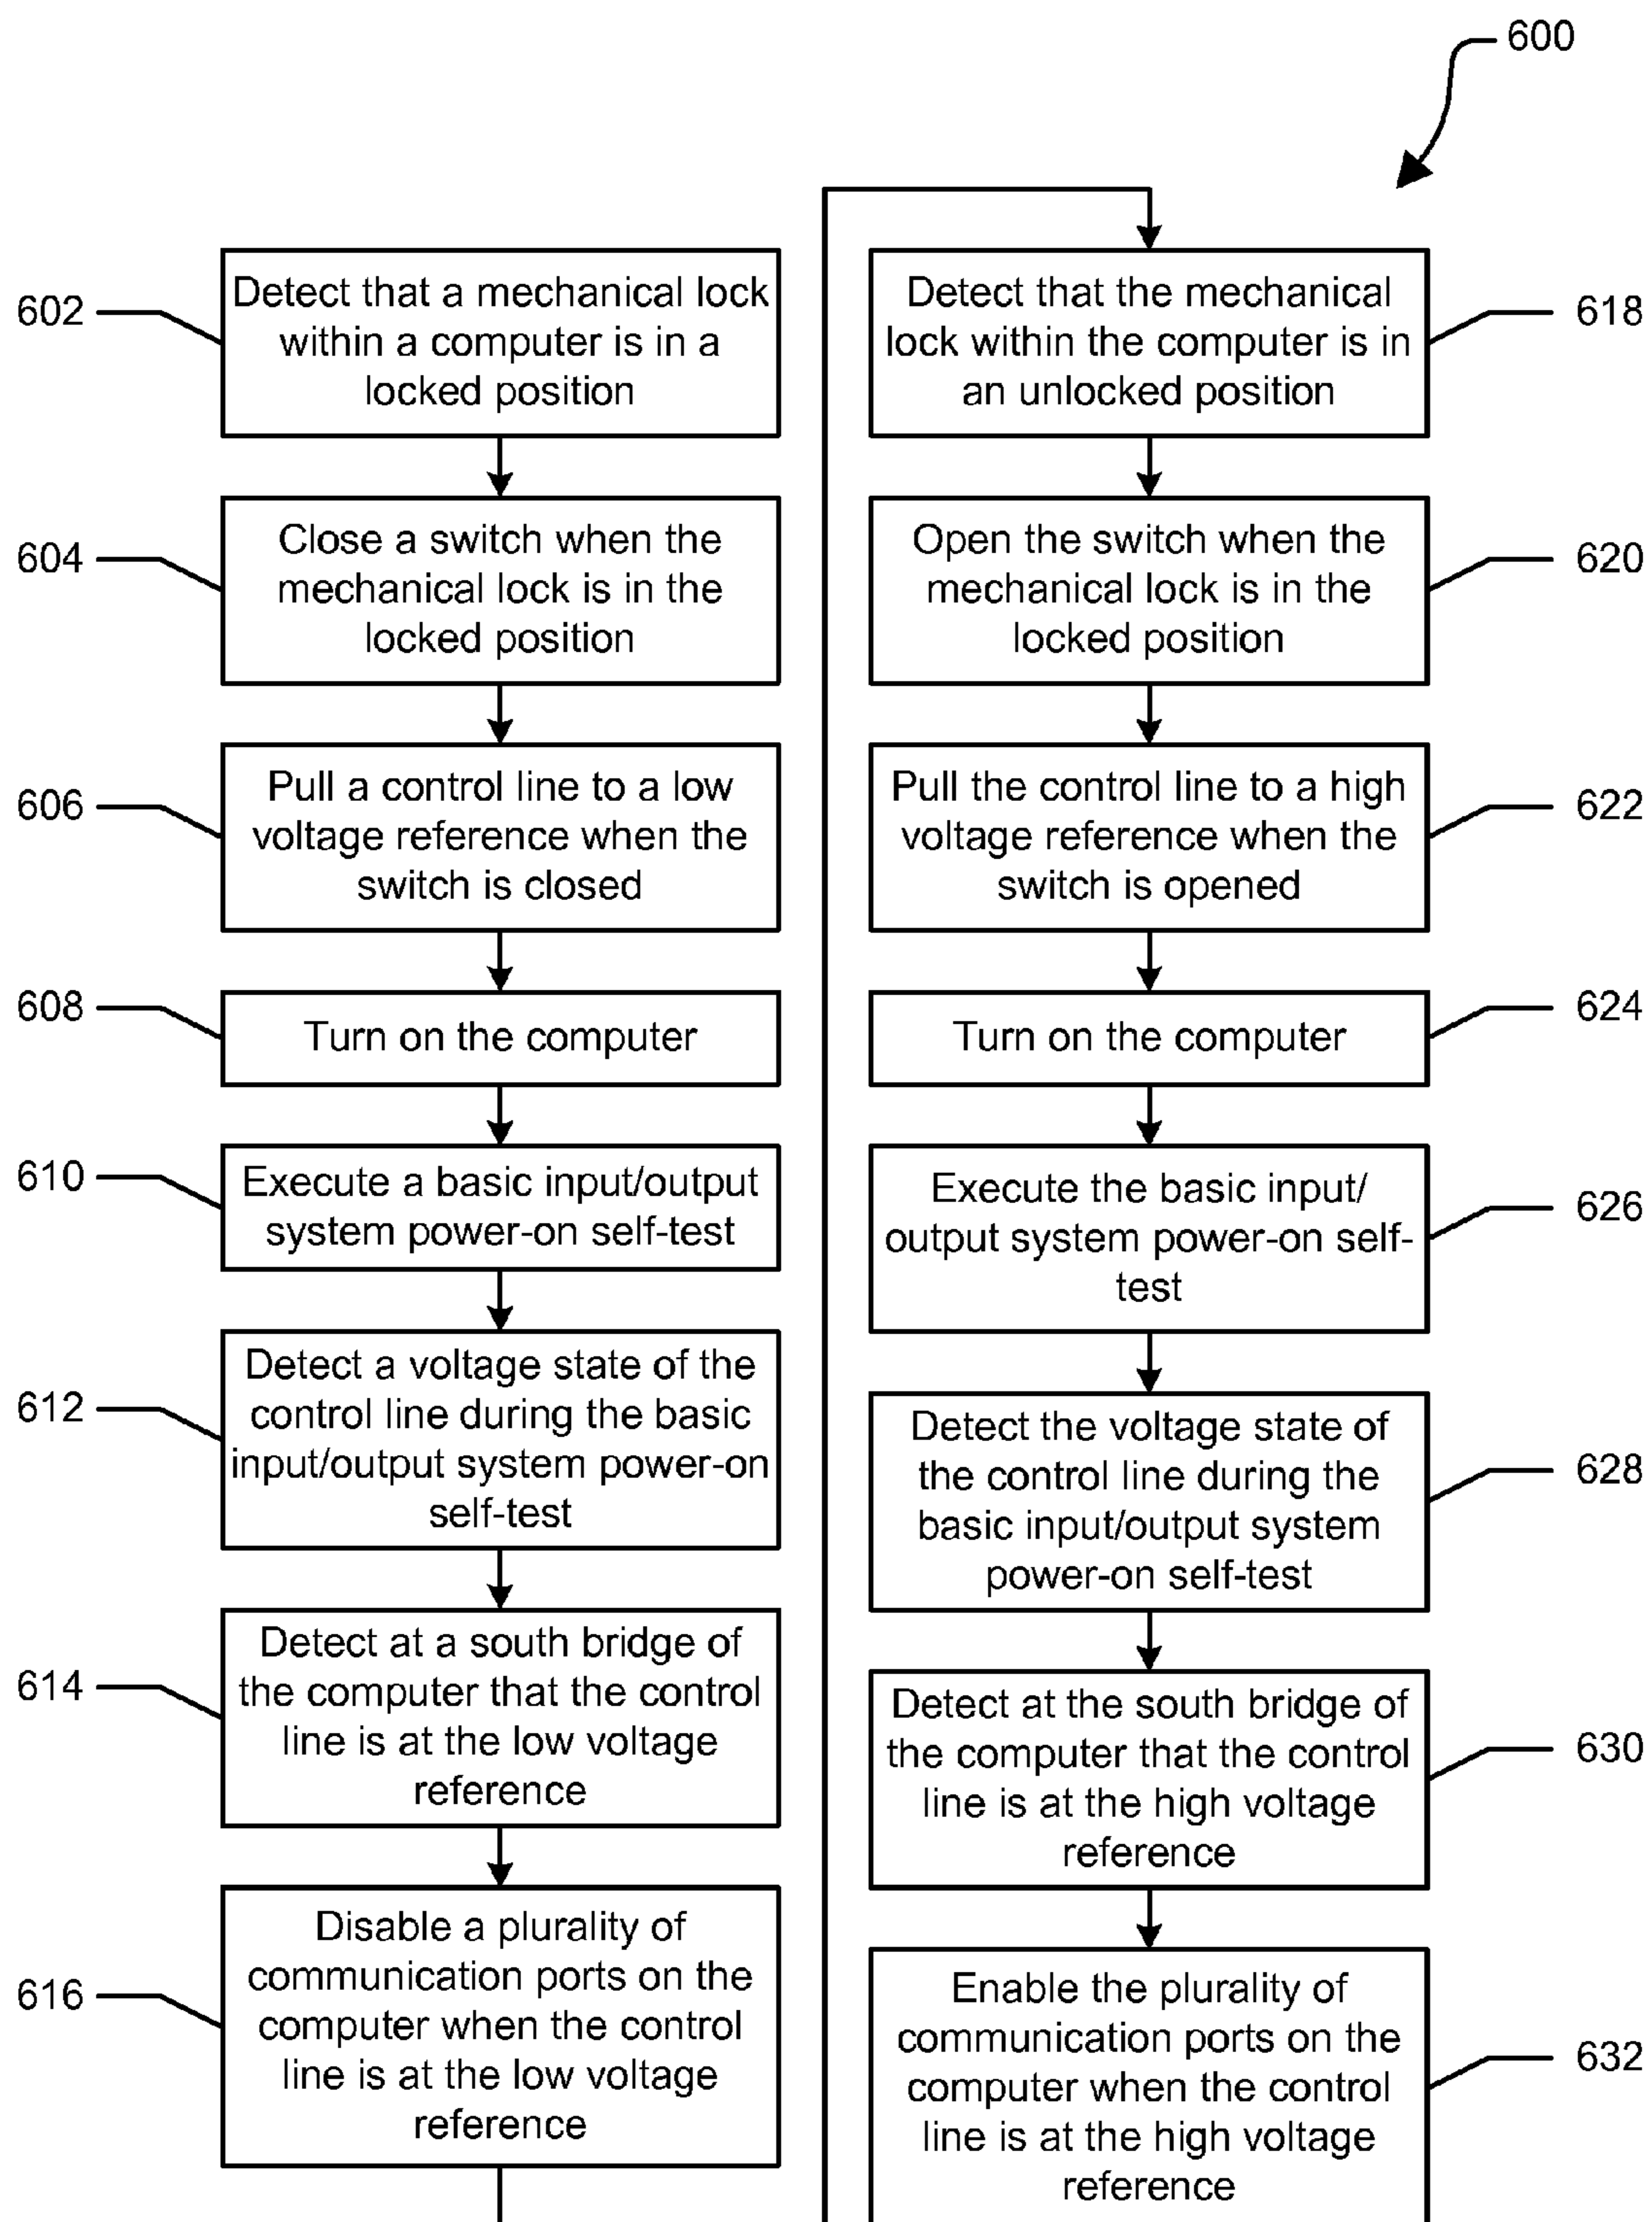 600
602
Detect that a mechanical lock
within a computer is in a
locked position
604
Close a switch when the
mechanical lock is in the
locked position
606
Pull a control line to a low
voltage reference when the
switch is closed
608
Turn on the computer
610
Execute a basic input/output
system power-on self-test
612
Detect a voltage state of the
control line during the basic
input/output system power-on
self-test
614
Detect at a south bridge of
the computer that the control
line is at the low voltage
reference
616
Disable a plurality of
communication ports on the
computer when the control
line is at the low voltage
reference
618
Detect that the mechanical
lock within the computer is in
an unlocked position
620
Open the switch when the
mechanical lock is in the
locked position
622
Pull the control line to a high
voltage reference when the
switch is opened
624
Turn on the computer
626
Execute the basic input/
output system power-on self-
test
628
Detect the voltage state of
the control line during the
basic input/output system
power-on self-test
630
Detect at the south bridge of
the computer that the control
line is at the high voltage
reference
632
Enable the plurality of
communication ports on the
computer when the control
line is at the high voltage
reference